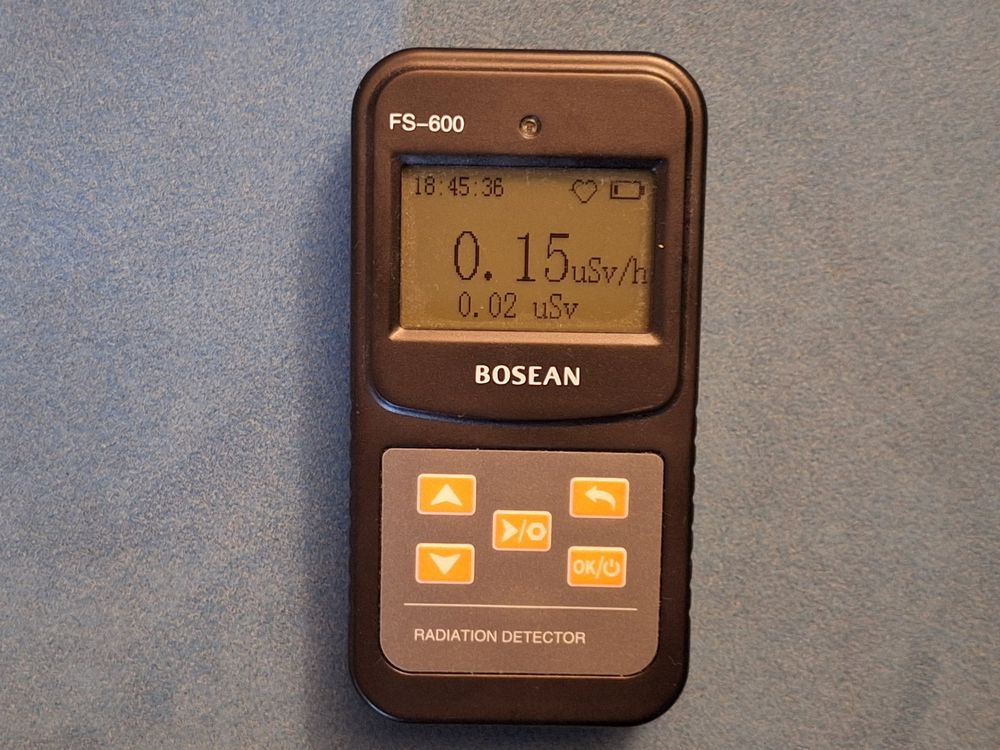 FS-600
18:45:36
0.15uSv/h
0.02 uSv
BOSEAN
OK/
RADIATION DETECTOR